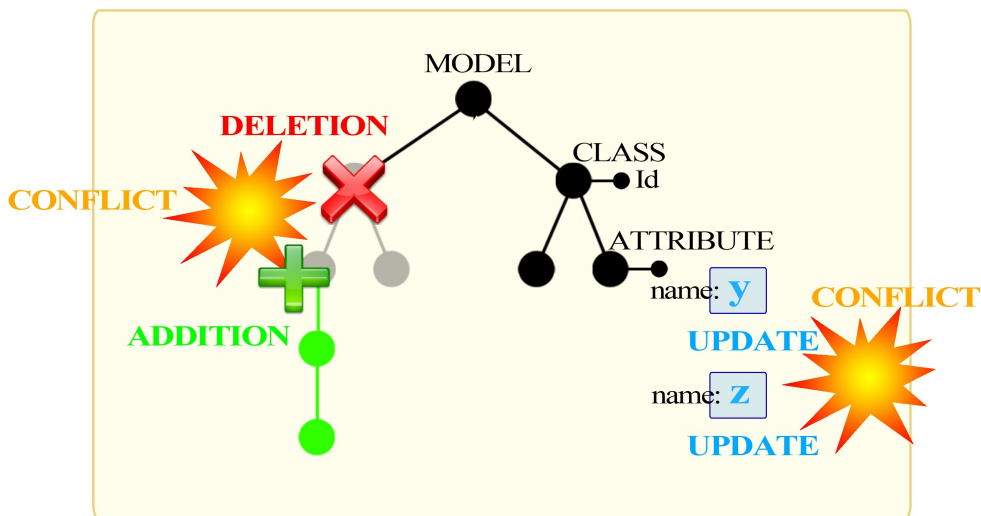 MODEL
DELETION
CLASS
Id
CONFLICT
ATTRIBUTE
name: y
CONFLICT
ADDITION
UPDATE
name: z
UPDATE